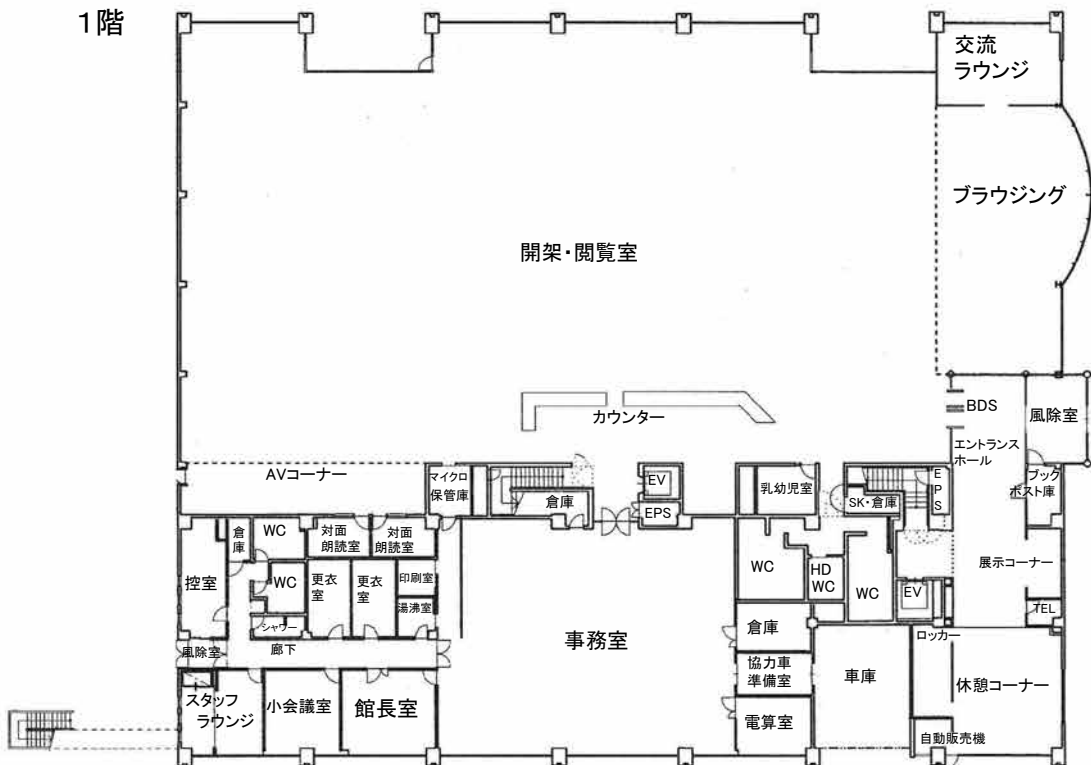 1階
交流
ラウンジ
ブラウジング
開架・閲覧室
カウンター
BDS
風除室
エントランス
ホール
AVコーナー
マイクロ
保管庫
倉庫
EV
EPS
乳幼児室
SK・倉庫
EPS
ブック
ポスト庫
倉庫
WC
対面
朗読室
対面
朗読室
控室
WC
更衣
室
更衣
室
印刷室
湯沸室
シャワー
風除室
廊下
事務室
WC
HD
WC
WC
EV
展示コーナー
TEL
倉庫
協力車
準備室
電算室
車庫
ロッカー
休憩コーナー
自動販売機
スタッフ
ラウンジ
小会議室
館長室